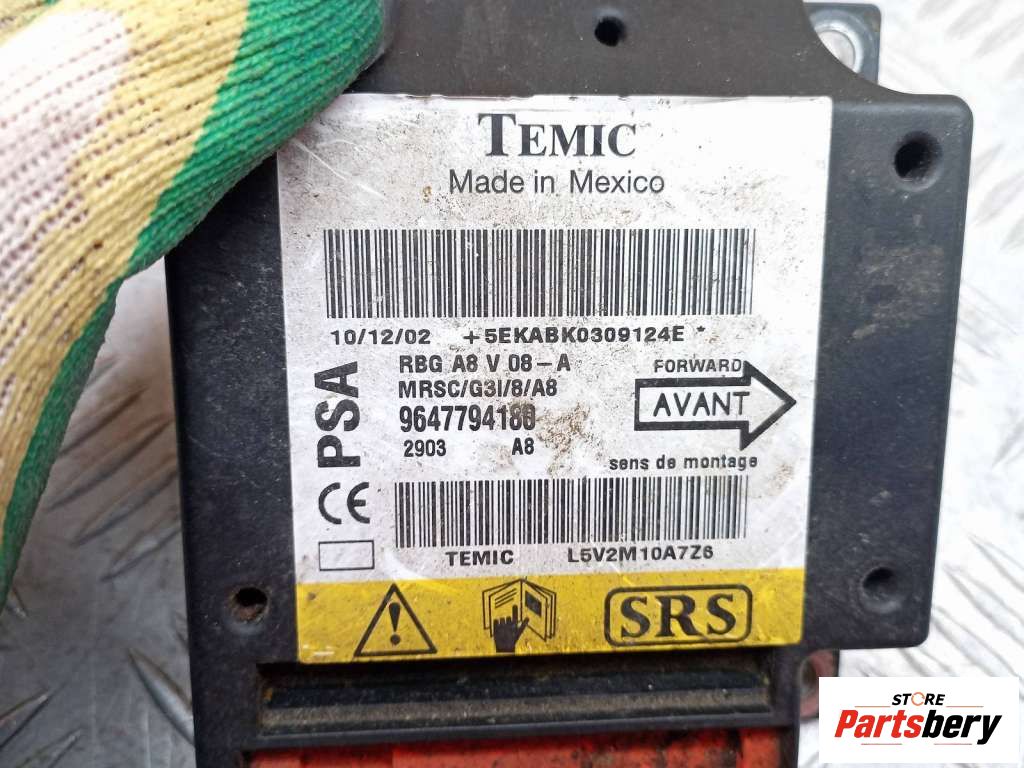 TEMIC
Made in Mexico
10/12/02 +5EKABK0309124E *
RBG A8 V 08-A
MRSC/G3I/8/A8
9647794180
2903 A8
PSA
FORWARD
AVANT
sens de montage
CE
TEMIC L5V2M10A7Z6
SRS
STORE
Partsbery